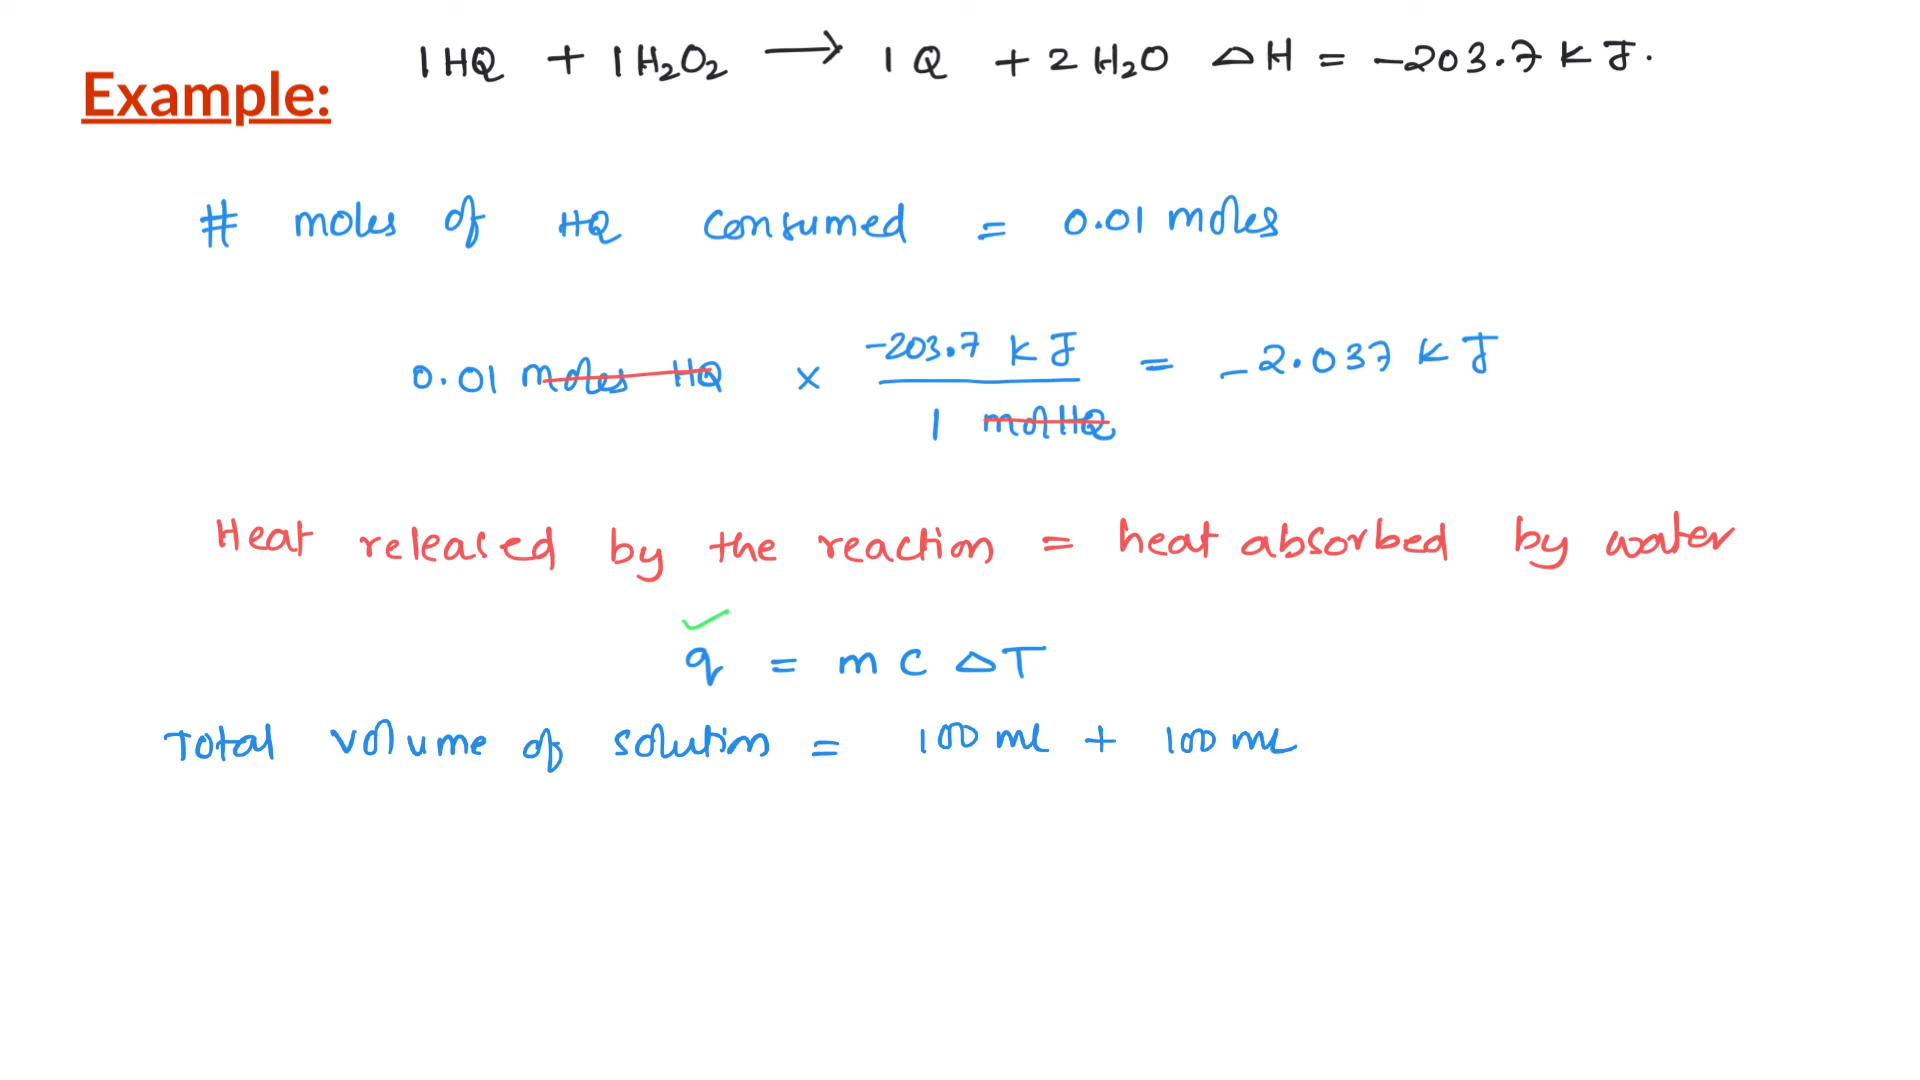 1 HQ + 1 H₂O₂ ⟶ 1 Q + 2 H₂O △H = -203.7 kJ.
Example:
# moles of HQ consumed = 0.01 moles
0.01 moles HQ × -203.7 kJ / 1 mol HQ = -2.037 kJ
Heat released by the reaction = heat absorbed by water
✓
q = m c △T
Total volume of solution = 100 mL + 100 mL